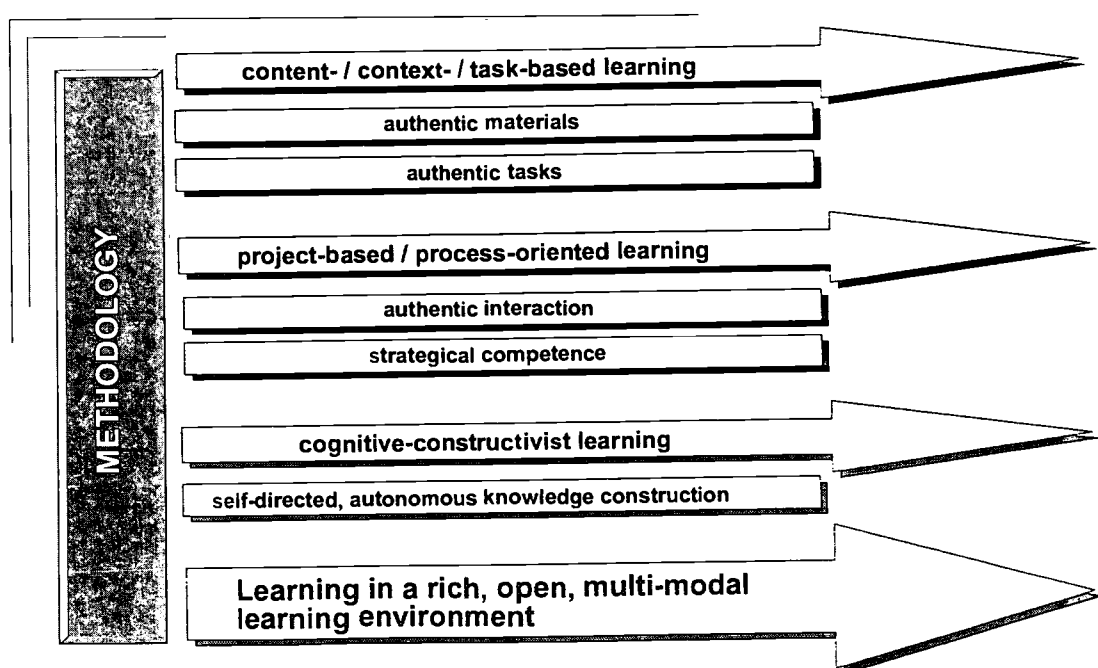 METHODOLOGY
content- / context- / task-based learning
authentic materials
authentic tasks
project-based / process-oriented learning
authentic interaction
strategical competence
cognitive-constructivist learning
self-directed, autonomous knowledge construction
Learning in a rich, open, multi-modal
learning environment